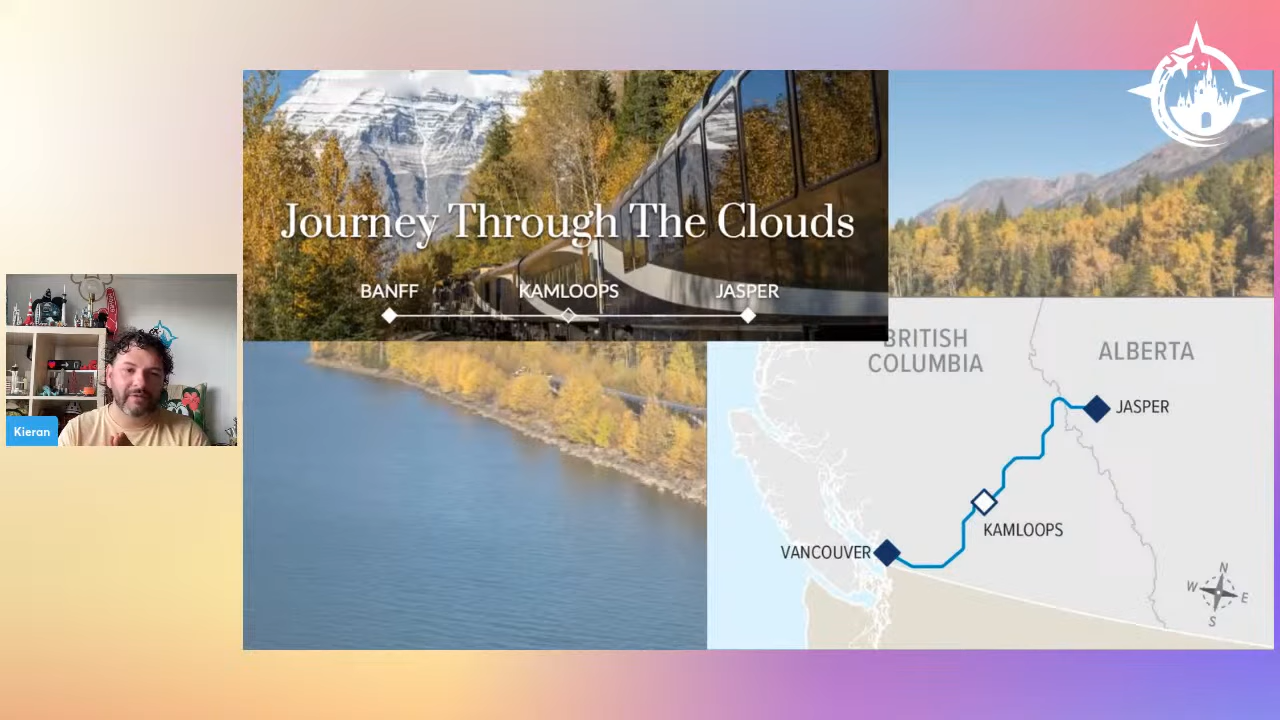 Journey Through The Clouds
BANFF
KAMLOOPS
JASPER
BRITISH
COLUMBIA
ALBERTA
JASPER
KAMLOOPS
VANCOUVER
N
W
E
S
Kieran